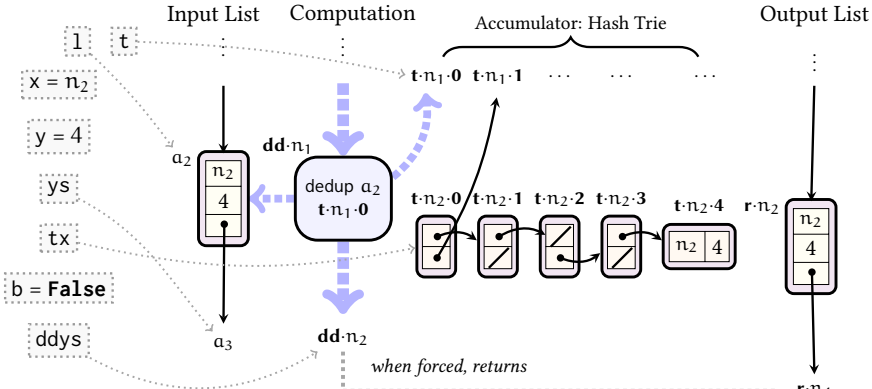 Input List
Computation
Accumulator: Hash Trie
Output List
l t
x = n₂
y = 4
ys
tx
b = False
ddys
a₂
n₂
4
a₃
dd·n₁
dedup a₂
t·n₁·0
dd·n₂
when forced, returns
t·n₁·0 t·n₁·1 ··· ··· ···
t·n₂·0 t·n₂·1 t·n₂·2 t·n₂·3 t·n₂·4
n₂ 4
r·n₂
n₂
4